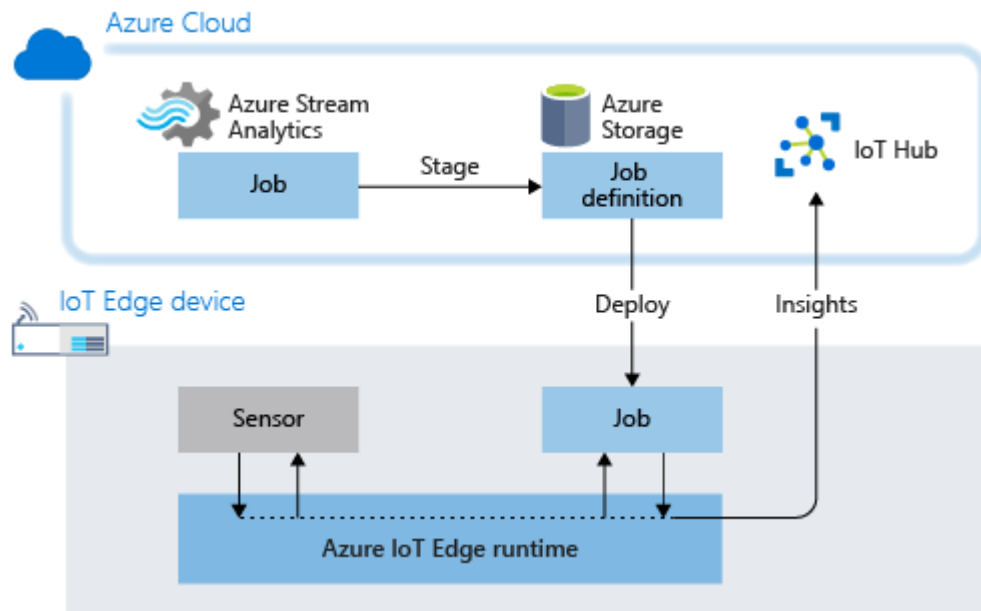 Azure Cloud
Azure Stream
Analytics
Azure
Storage
IoT Hub
Job
Stage
Job
definition
IoT Edge device
Deploy
Insights
Sensor
Job
Azure IoT Edge runtime